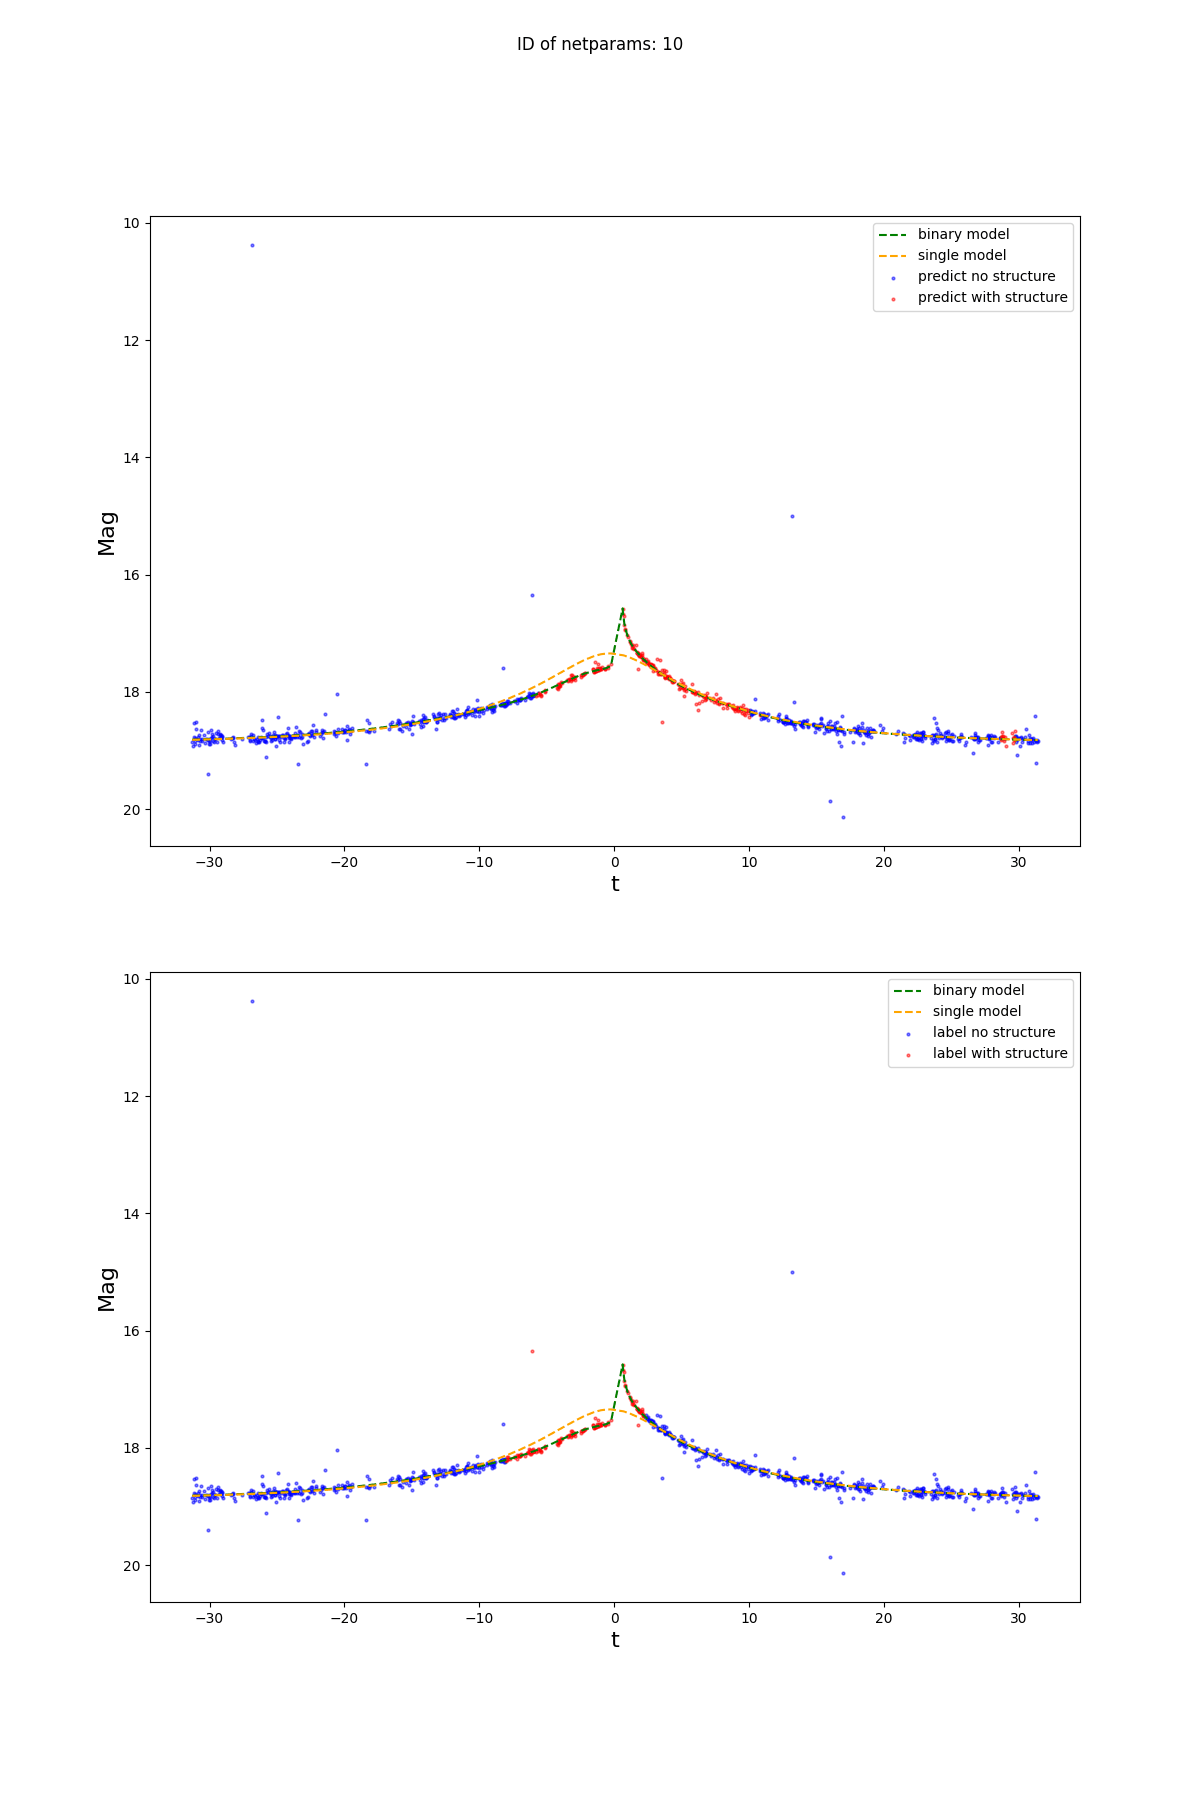 ID of netparams: 10
10
12
14
16
18
20
Mag
binary model
single model
predict no structure
predict with structure
−30
−20
−10
0
10
20
30
t
10
12
14
16
18
20
Mag
binary model
single model
label no structure
label with structure
−30
−20
−10
0
10
20
30
t